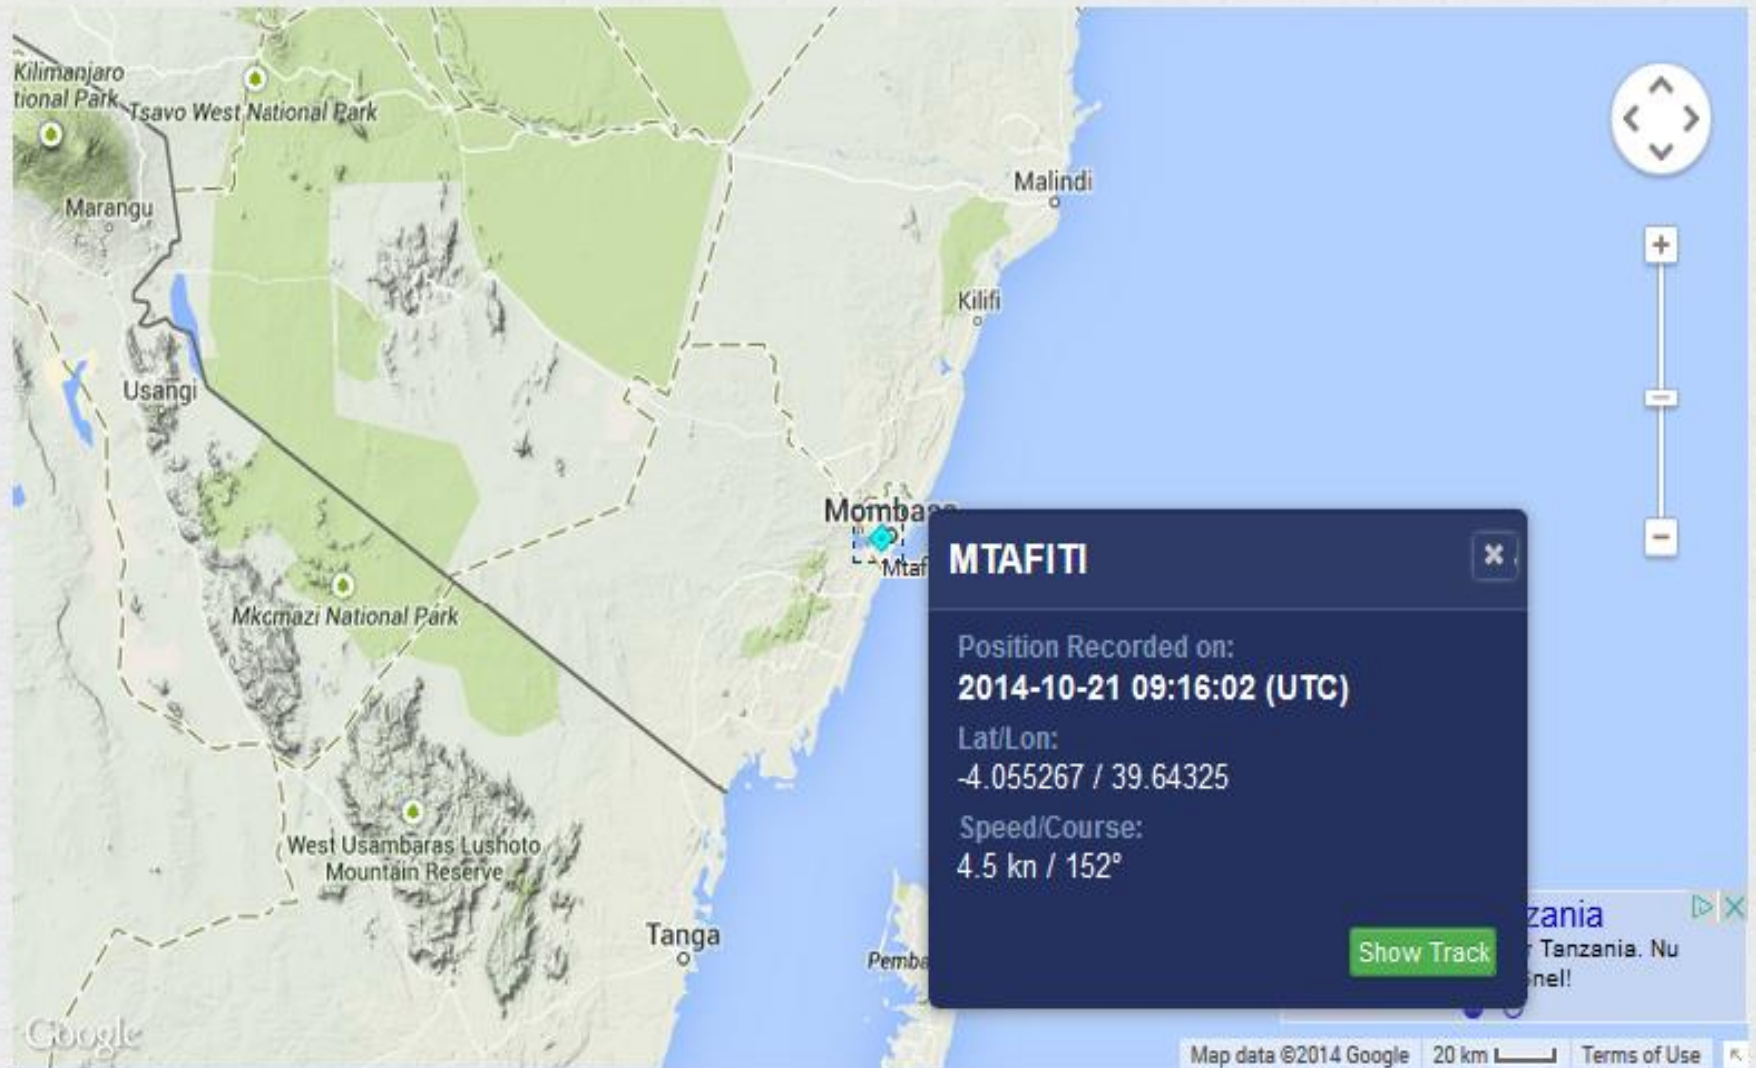 Kilimanjaro
tional Park
Tsavo West National Park
Marangu
Malindi
Kilifi
Usangi
Mombasa
Mtaf
Mkcmazi National Park
West Usambaras Lushoto
Mountain Reserve
Tanga
Pemba
MTAFITI
Position Recorded on:
2014-10-21 09:16:02 (UTC)
Lat/Lon:
-4.055267 / 39.64325
Speed/Course:
4.5 kn / 152°
Show Track
zania
r Tanzania. Nu
snel!
Google
Map data ©2014 Google
20 km
Terms of Use